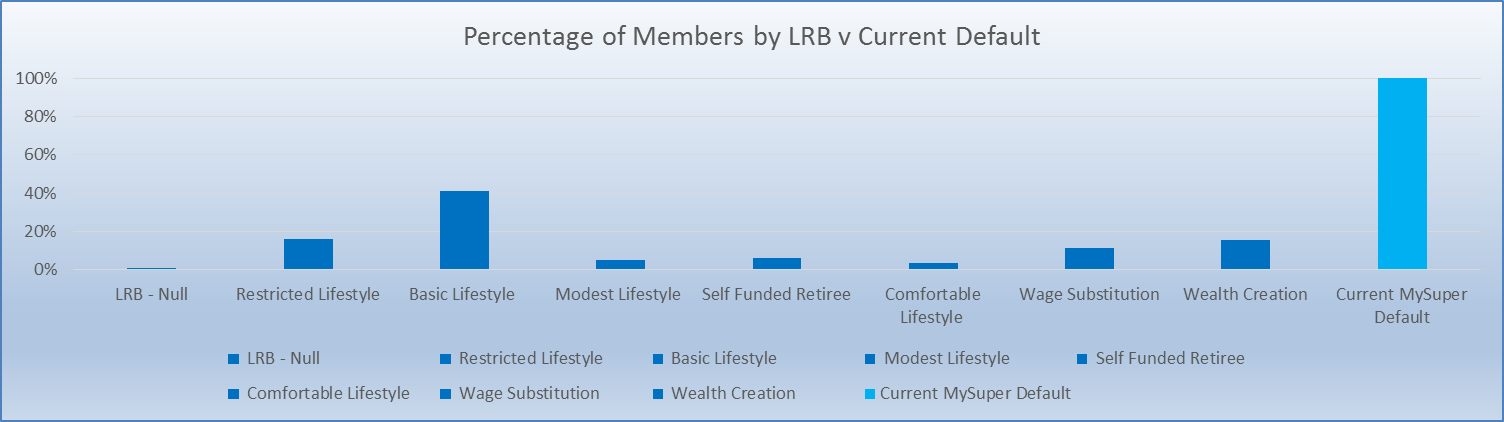 Percentage of Members by LRB v Current Default
100%
80%
60%
40%
20%
0%
LRB - Null
Restricted Lifestyle
Basic Lifestyle
Modest Lifestyle
Self Funded Retiree
Comfortable
Lifestyle
Wage Substitution
Wealth Creation
Current MySuper
Default
LRB - Null
Restricted Lifestyle
Basic Lifestyle
Modest Lifestyle
Self Funded Retiree
Comfortable Lifestyle
Wage Substitution
Wealth Creation
Current MySuper Default